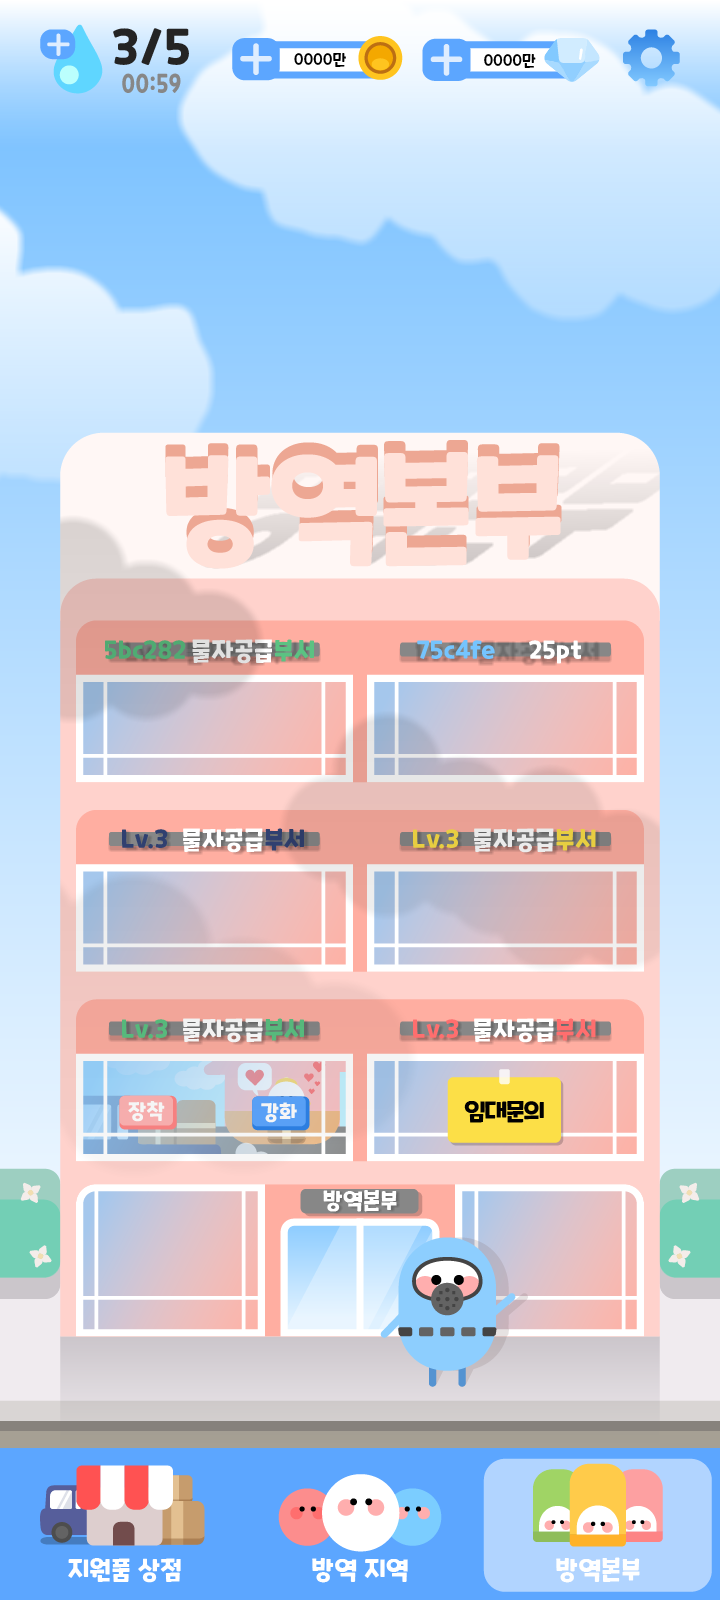 3/5
00:59
0000만
0000만
방역본부
5bc282 물자공급부서
75c4fe 25pt
Lv.3 물자공급부서
Lv.3 물자공급부서
Lv.3 물자공급부서
Lv.3 물자공급부서
장착
강화
임대문의
방역본부
지원품 상점
방역 지역
방역본부